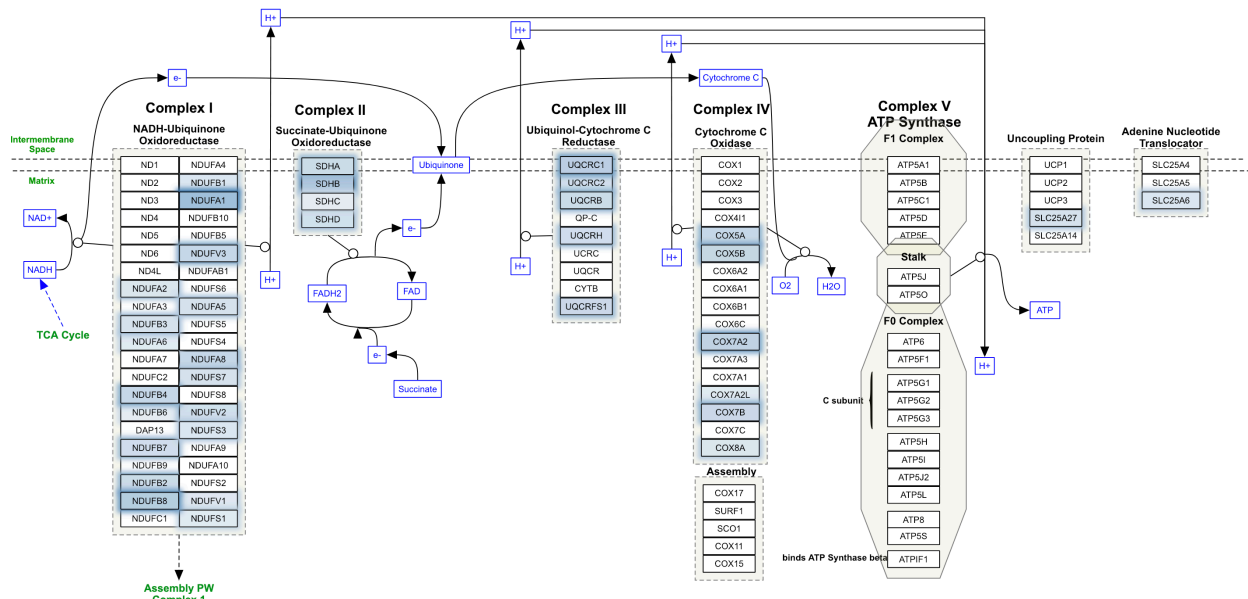 H+
H+
H+
e-
Cytochrome C
Complex I
NADH-Ubiquinone
Oxidoreductase
Complex II
Succinate-Ubiquinone
Oxidoreductase
Complex III
Ubiquinol-Cytochrome C
Reductase
Complex IV
Cytochrome C
Oxidase
Complex V
ATP Synthase
F1 Complex
Uncoupling Protein
Adenine Nucleotide
Translocator
Intermembrane
Space
Matrix
ND1
NDUFA4
ND2
NDUFB1
ND3
NDUFA1
ND4
NDUFB10
ND5
NDUFB5
ND6
NDUFV3
ND4L
NDUFAB1
NDUFA2
NDUFS6
NDUFA3
NDUFA5
NDUFB3
NDUFS5
NDUFA6
NDUFS4
NDUFA7
NDUFA8
NDUFC2
NDUFS7
NDUFB4
NDUFS8
NDUFB6
NDUFV2
DAP13
NDUFS3
NDUFB7
NDUFA9
NDUFB9
NDUFA10
NDUFB2
NDUFS2
NDUFB8
NDUFV1
NDUFC1
NDUFS1
SDHA
SDHB
SDHC
SDHD
Ubiquinone
UQCRC1
UQCRC2
UQCRB
QP-C
UQCRH
UCRC
UQCR
CYTB
UQCRFS1
COX1
COX2
COX3
COX4I1
COX5A
COX5B
COX6A2
COX6A1
COX6B1
COX6C
COX7A2
COX7A3
COX7A1
COX7A2L
COX7B
COX7C
COX8A
ATP5A1
ATP5B
ATP5C1
ATP5D
ATP5E
Stalk
ATP5J
ATP5O
F0 Complex
ATP6
ATP5F1
C subunit
ATP5G1
ATP5G2
ATP5G3
ATP5H
ATP5I
ATP5J2
ATP5L
ATP8
ATP5S
binds ATP Synthase beta
ATPIF1
UCP1
UCP2
UCP3
SLC25A27
SLC25A14
SLC25A4
SLC25A5
SLC25A6
NAD+
NADH
TCA Cycle
H+
e-
FADH2
FAD
e-
Succinate
H+
H+
O2
H2O
ATP
H+
Assembly
COX17
SURF1
SCO1
COX11
COX15
Assembly PW
Complex 1